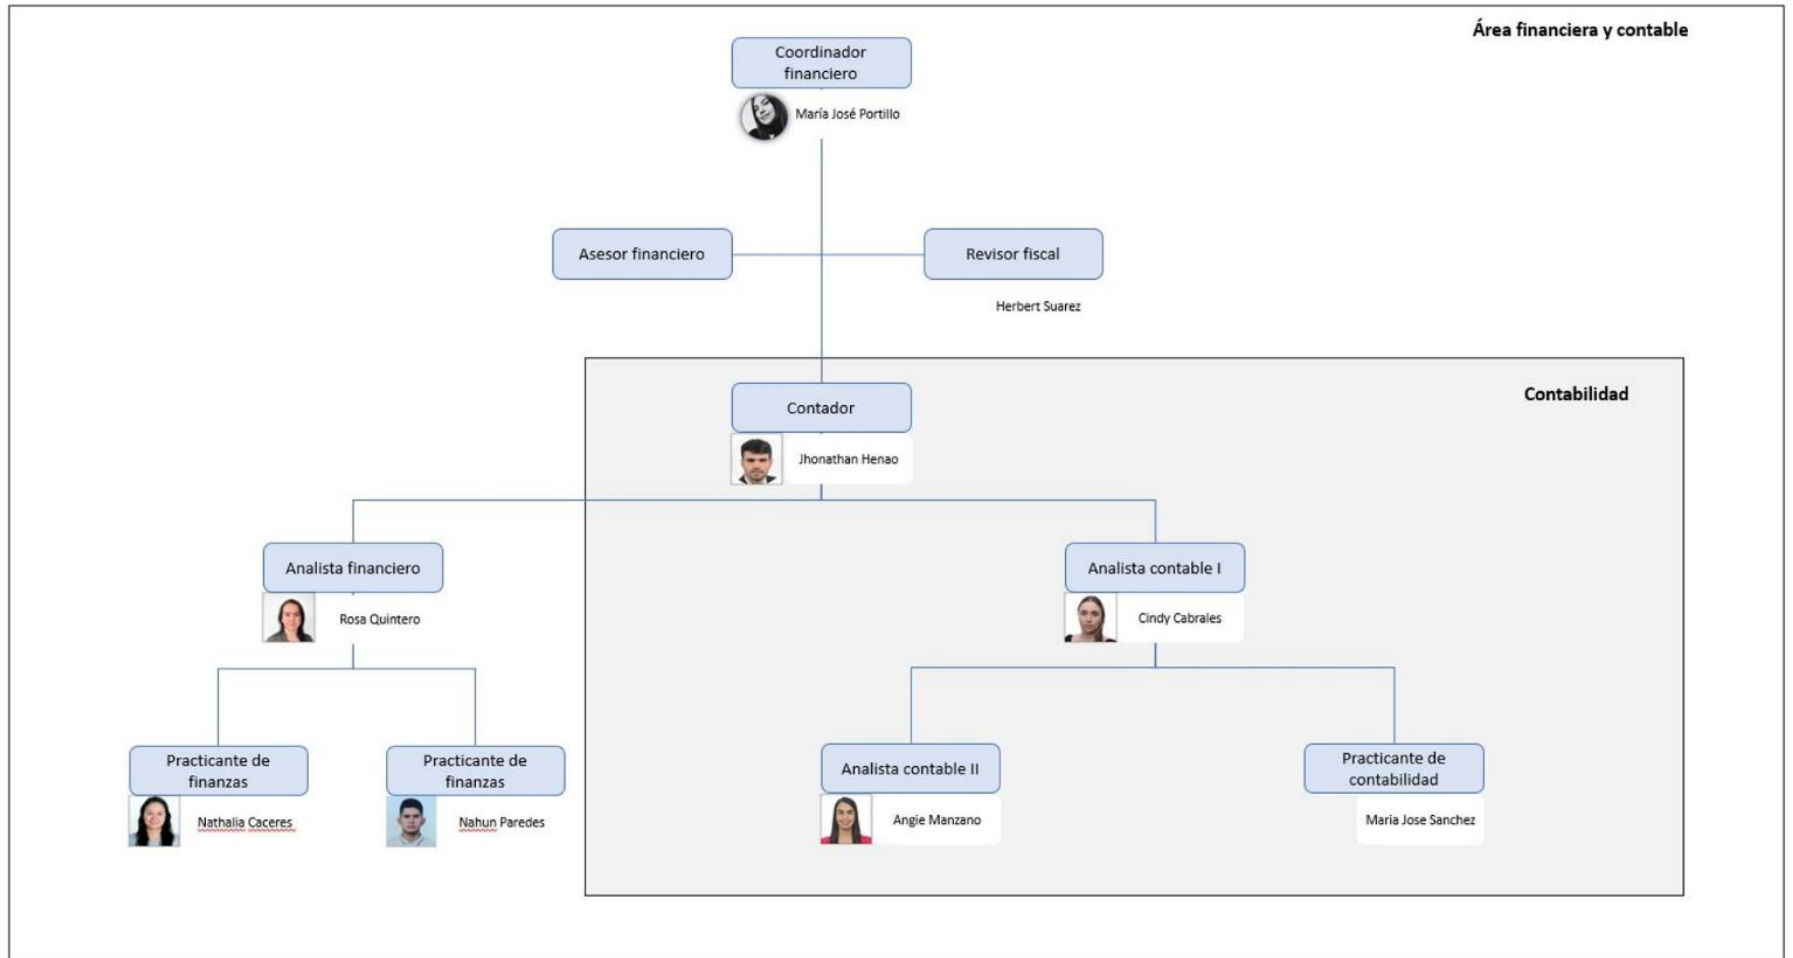 Área financiera y contable
Coordinador
financiero
María José Portillo
Asesor financiero
Revisor fiscal
Herbert Suarez
Contabilidad
Contador
Jhonathan Henao
Analista financiero
Analista contable I
Rosa Quintero
Cindy Cabrales
Practicante de
finanzas
Practicante de
finanzas
Analista contable II
Practicante de
contabilidad
Nathalia Caceres
Nahun Paredes
Angie Manzano
Maria Jose Sanchez